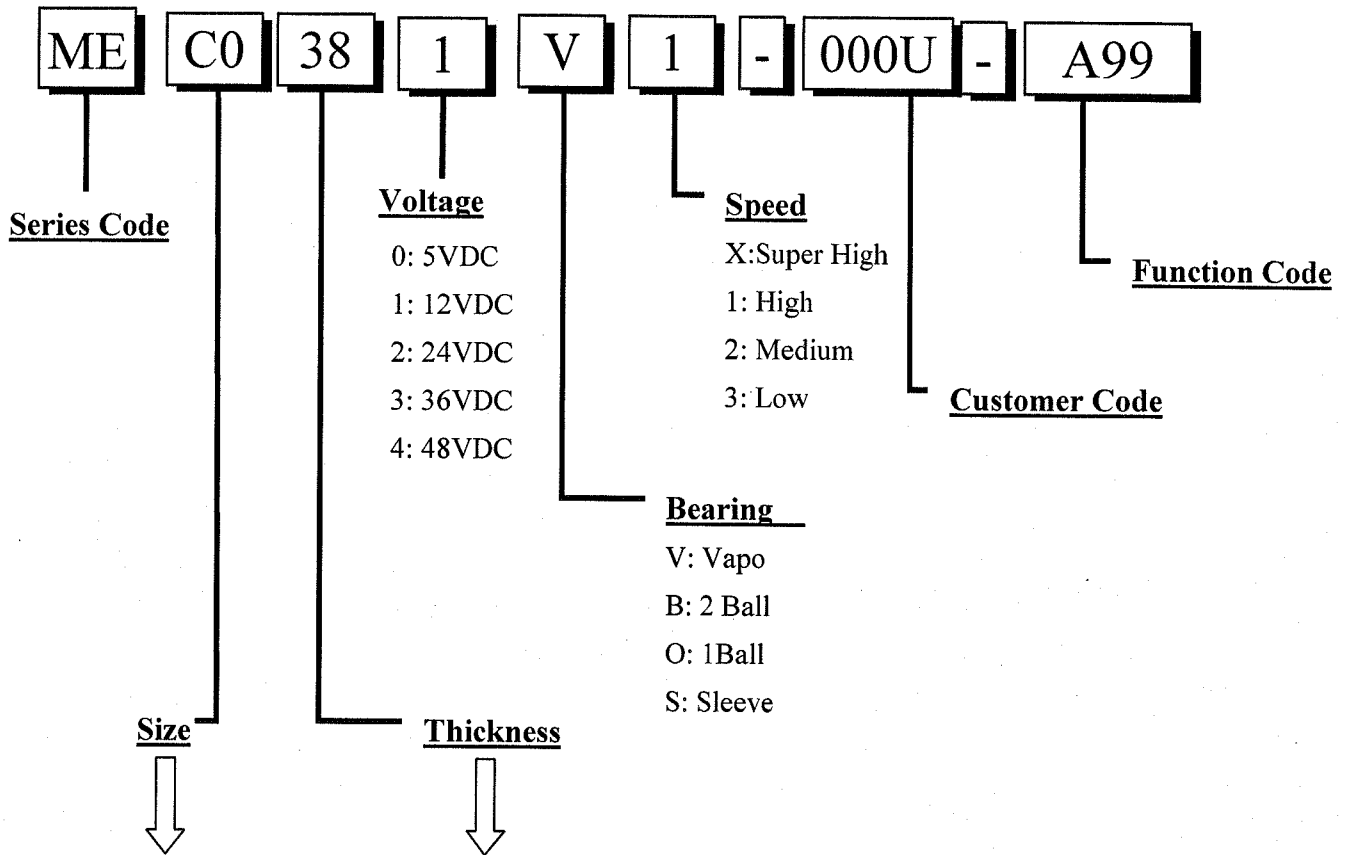 ME C0 38 1 V 1 - 000U - A99
Series Code
Voltage
0: 5VDC
1: 12VDC
2: 24VDC
3: 36VDC
4: 48VDC
Speed
X:Super High
1: High
2: Medium
3: Low
Function Code
Customer Code
Bearing
V: Vapo
B: 2 Ball
O: 1Ball
S: Sleeve
Size
Thickness